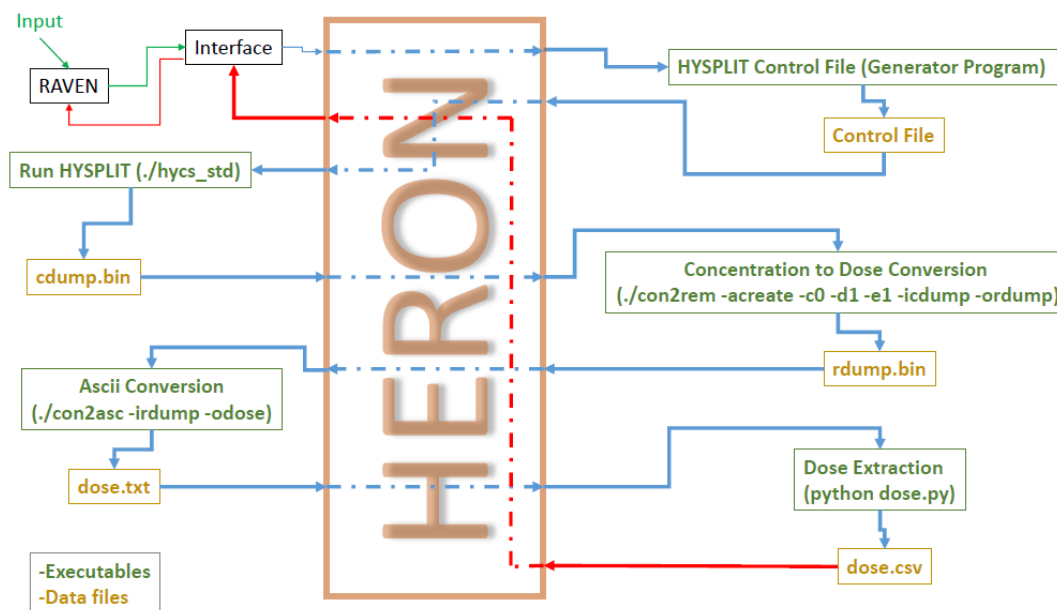 Input
RAVEN
Interface
HERON
HYSPLIT Control File (Generator Program)
Control File
Run HYSPLIT (./hycs_std)
cdump.bin
Concentration to Dose Conversion
(./con2rem -acreate -c0 -d1 -e1 -icdump -ordump)
rdump.bin
Ascii Conversion
(./con2asc -irdump -odose)
dose.txt
Dose Extraction
(python dose.py)
dose.csv
-Executables
-Data files